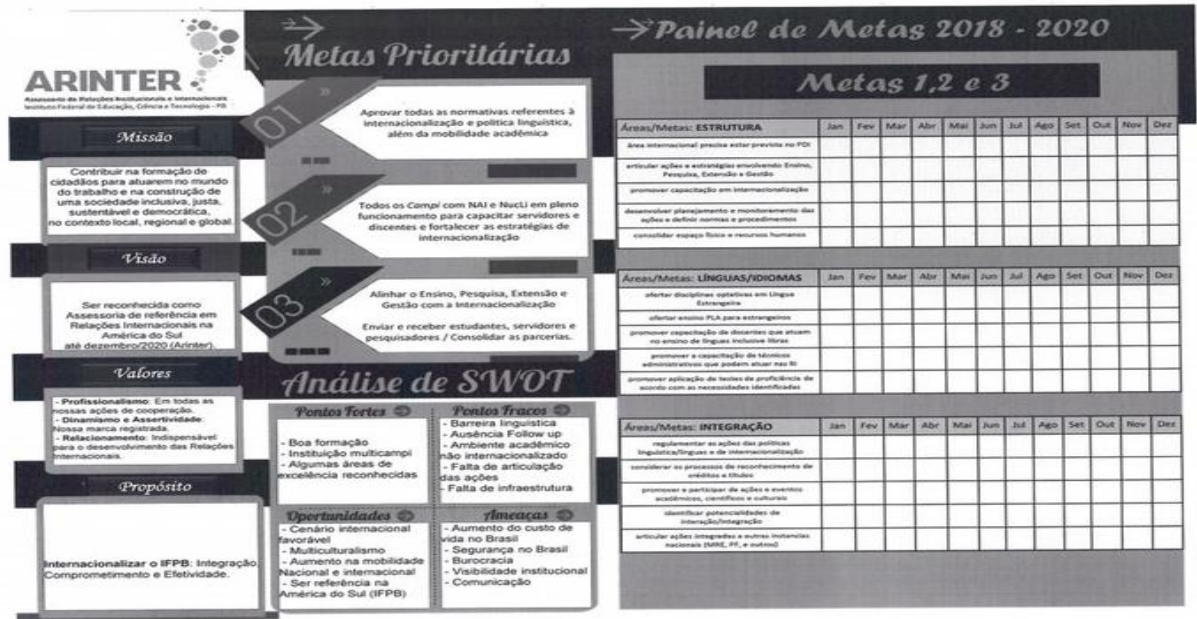 ARINTER
Assessoria de Relações Institucionais e Internacionais
Instituto Federal de Educação, Ciência e Tecnologia - PB
Missão
Contribuir na formação de
cidadãos para atuarem no mundo
do trabalho e na construção de
uma sociedade inclusiva, justa,
sustentável e democrática,
no contexto local, regional e global.
Visão
Ser reconhecida como
Assessoria de referência em
Relações Internacionais na
América do Sul
até dezembro/2020 (Arinter).
Valores
- Profissionalismo: Em todas as
nossas ações de cooperação.
- Dinamismo e Assertividade:
Nossa marca registrada.
- Relacionamento: Indispensável
para o desenvolvimento das Relações
Internacionais.
Propósito
Internacionalizar o IFPB: Integração,
Comprometimento e Efetividade.
Metas Prioritárias
01
Aprovar todas as normativas referentes à
internacionalização e política linguística,
além da mobilidade acadêmica
02
Todos os Campi com NAI e NucLi em pleno
funcionamento para capacitar servidores e
discentes e fortalecer as estratégias de
internacionalização
03
Alinhar o Ensino, Pesquisa, Extensão e
Gestão com a Internacionalização
Enviar e receber estudantes, servidores e
pesquisadores./ Consolidar as parcerias.
Análise de SWOT
Pontos Fortes
- Boa formação
- Instituição multicampi
- Algumas áreas de
excelência reconhecidas
Pontos Fracos
- Barreira linguística
- Ausência Follow up
- Ambiente acadêmico
não internacionalizado
- Falta de articulação
das ações
- Falta de infraestrutura
Oportunidades
- Cenário internacional
favorável
- Multiculturalismo
- Aumento na mobilidade
Nacional e internacional
- Ser referência na
América do Sul (IFPB)
Ameaças
- Aumento do custo de
vida no Brasil
- Segurança no Brasil
- Burocracia
- Visibilidade institucional
- Comunicação
Painel de Metas 2018 - 2020
Metas 1,2 e 3
Áreas/Metas: ESTRUTURA Jan Fev Mar Abr Mai Jun Jul Ago Set Out Nov Dez
área internacional precisa estar prevista no PDI
articular ações e estratégias envolvendo Ensino,
Pesquisa, Extensão e Gestão
promover capacitação em internacionalização
desenvolver planejamento e monitoramento das
ações e definir normas e procedimentos
consolidar espaço físico e recursos humanos
Áreas/Metas: LÍNGUAS/IDIOMAS Jan Fev Mar Abr Mai Jun Jul Ago Set Out Nov Dez
ofertar disciplinas optativas em Língua
Estrangeira
ofertar ensino PLA para estrangeiros
promover capacitação de docentes que atuam
no ensino de línguas inclusive libras
promover a capacitação de técnicos
administrativos que podem atuar nas RI
promover aplicação de testes de proficiência de
acordo com as necessidades identificadas
Áreas/Metas: INTEGRAÇÃO Jan Fev Mar Abr Mai Jun Jul Ago Set Out Nov Dez
regulamentar as ações das políticas
linguística/línguas e de internacionalização
considerar os processos de reconhecimento de
créditos e títulos
promover e participar de ações e eventos
acadêmicos, científicos e culturais
identificar potencialidades de
interação/integração
articular ações integradas a outras instancias
nacionais (MRE, PF, e outros)